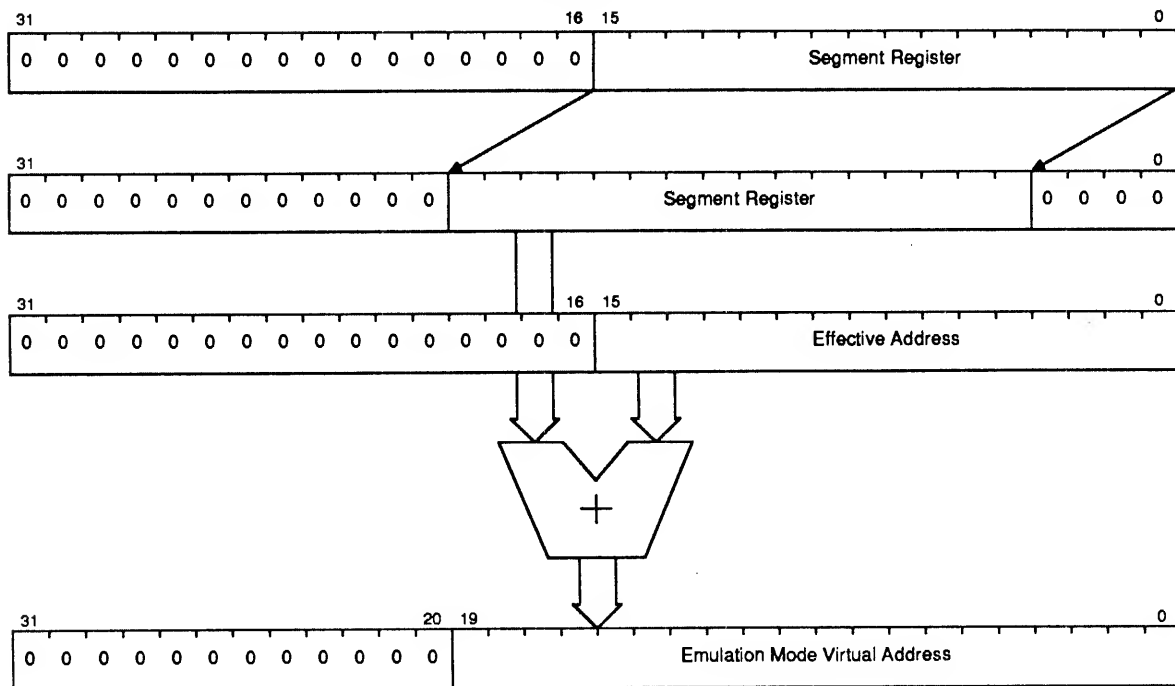 31 16 15 0
0 0 0 0 0 0 0 0 0 0 0 0 0 0 0 0 Segment Register
31 0
0 0 0 0 0 0 0 0 0 0 0 0 Segment Register 0 0 0 0
31 16 15 0
0 0 0 0 0 0 0 0 0 0 0 0 0 0 0 0 Effective Address
+
31 20 19 0
0 0 0 0 0 0 0 0 0 0 0 0 Emulation Mode Virtual Address